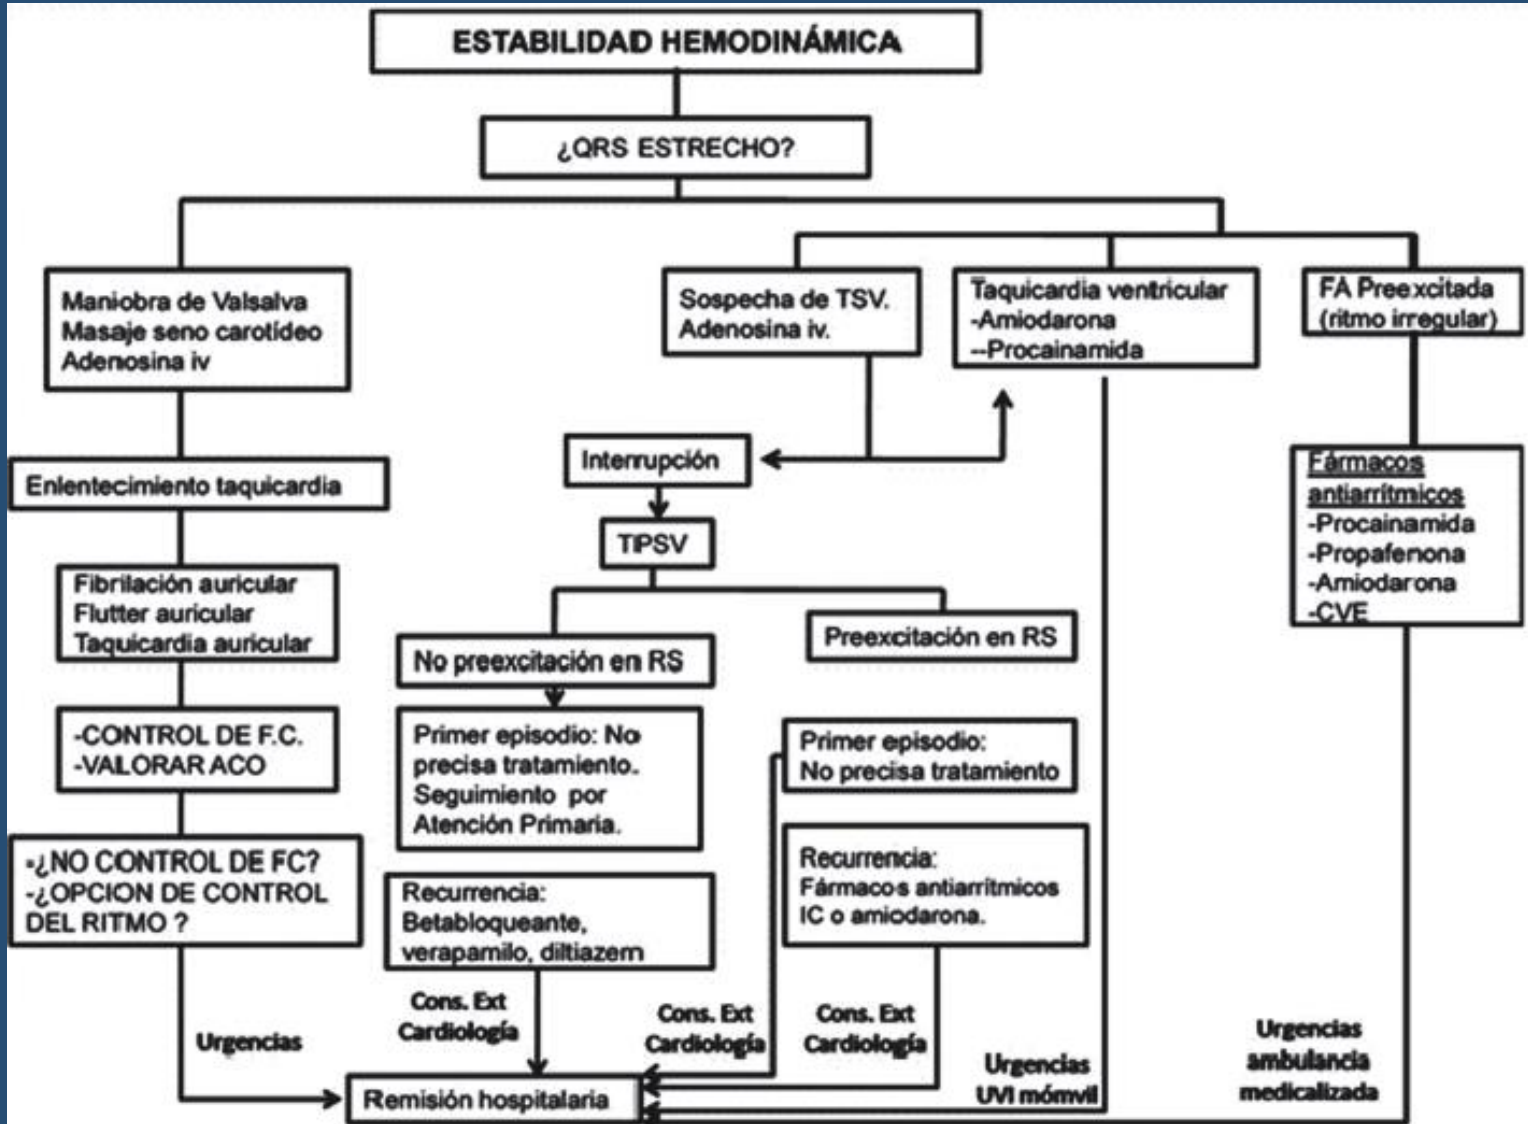 ESTABILIDAD HEMODINÁMICA
¿QRS ESTRECHO?
Maniobra de Valsalva
Masaje seno carotídeo
Adenosina iv
Sospecha de TSV.
Adenosina iv.
Taquicardia ventricular
-Amiodarona
--Procainamida
FA Preexcitada
(ritmo irregular)
Enlentecimiento taquicardia
Interrupción
Fármacos
antiarrítmicos
-Procainamida
-Propafenona
-Amiodarona
-CVE
TIPSV
Fibrilación auricular
Flutter auricular
Taquicardia auricular
No preexcitación en RS
Preexcitación en RS
-CONTROL DE F.C.
-VALORAR ACO
Primer episodio: No
precisa tratamiento.
Seguimiento por
Atención Primaria.
Primer episodio:
No precisa tratamiento
-¿NO CONTROL DE FC?
-¿OPCION DE CONTROL
DEL RITMO ?
Recurrencia:
Betabloqueante,
verapamilo, diltiazem
Recurrencia:
Fármacos antiarrítmicos
IC o amiodarona.
Urgencias
Cons. Ext
Cardiología
Cons. Ext
Cardiología
Cons. Ext
Cardiología
Urgencias
UVI mómvil
Urgencias
ambulancia
medicalizada
Remisión hospitalaria